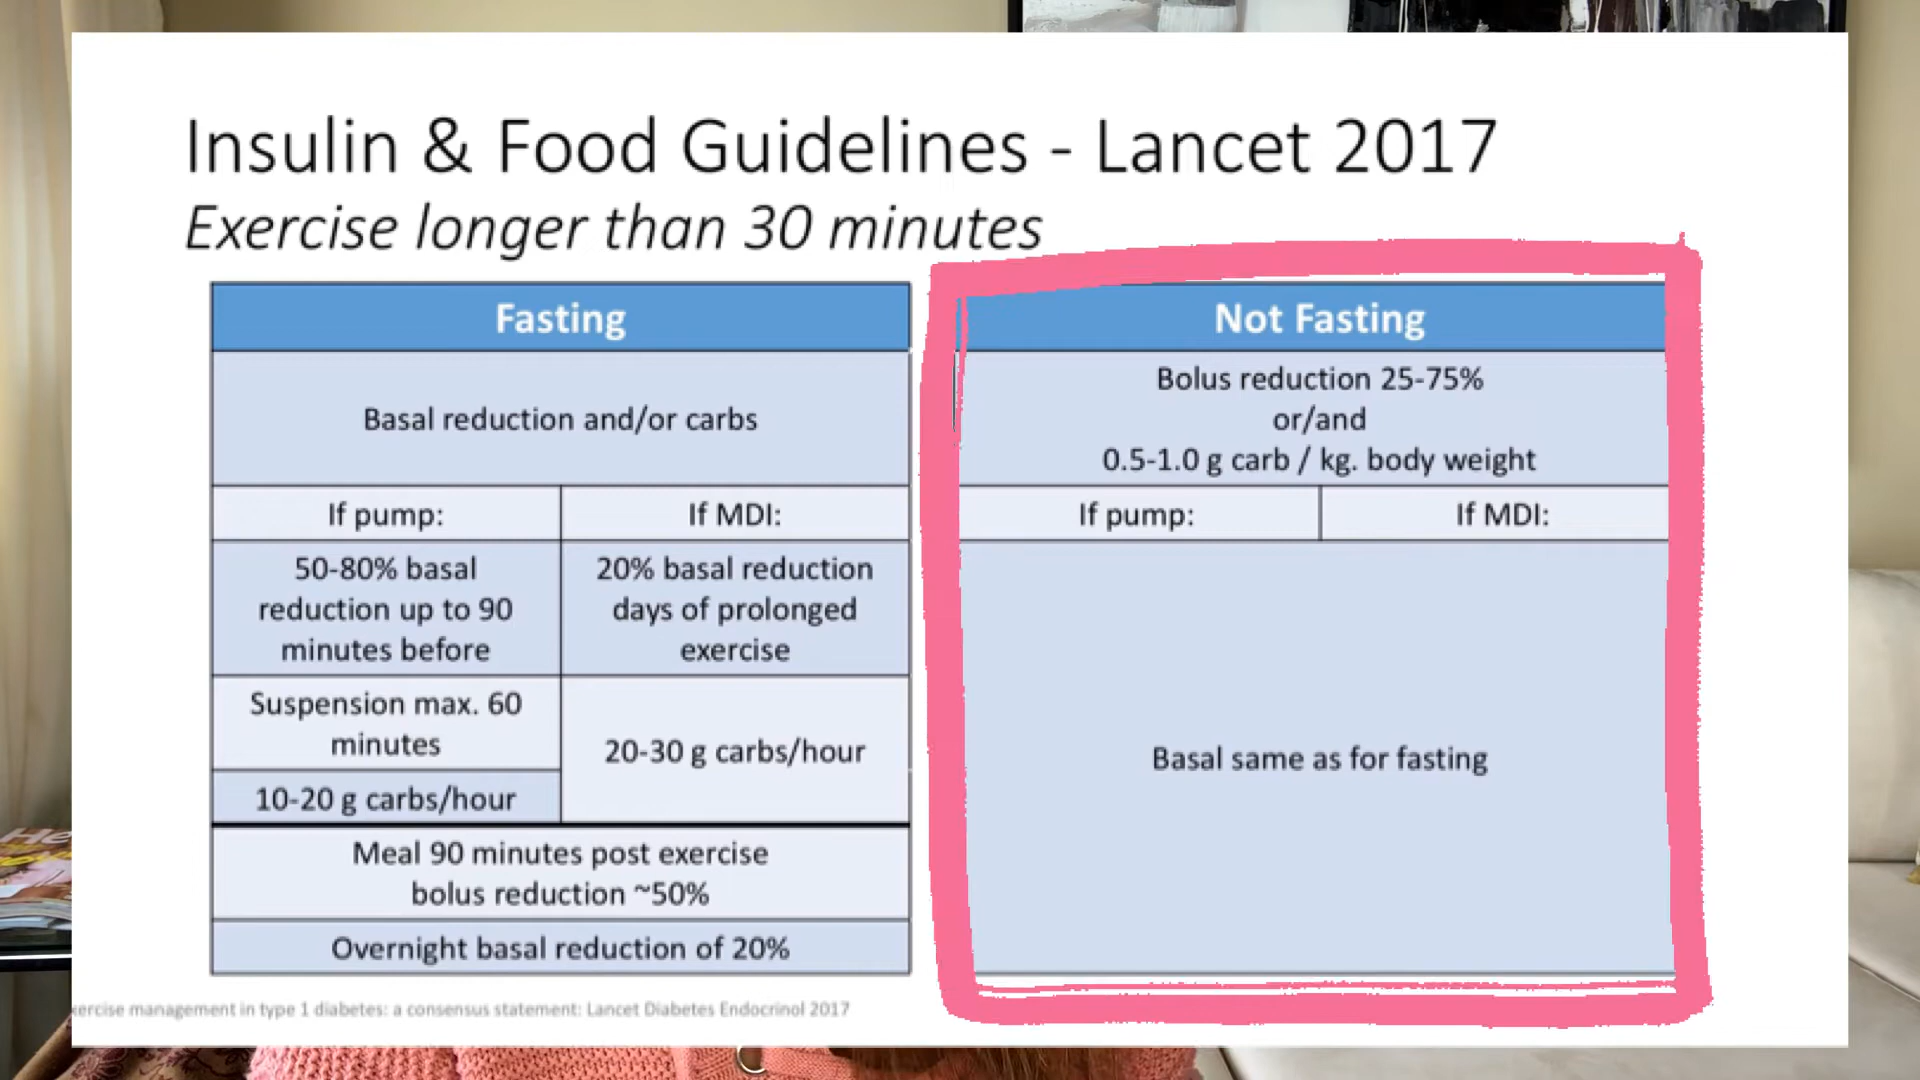 Insulin & Food Guidelines - Lancet 2017
Exercise longer than 30 minutes
Fasting
Basal reduction and/or carbs
If pump:
If MDI:
50-80% basal
reduction up to 90
minutes before
20% basal reduction
days of prolonged
exercise
Suspension max. 60
minutes
20-30 g carbs/hour
10-20 g carbs/hour
Meal 90 minutes post exercise
bolus reduction ~50%
Overnight basal reduction of 20%
Not Fasting
Bolus reduction 25-75%
or/and
0.5-1.0 g carb / kg. body weight
If pump:
If MDI:
Basal same as for fasting
management in type 1 diabetes: a consensus statement: Lancet Diabetes Endocrinol 2017